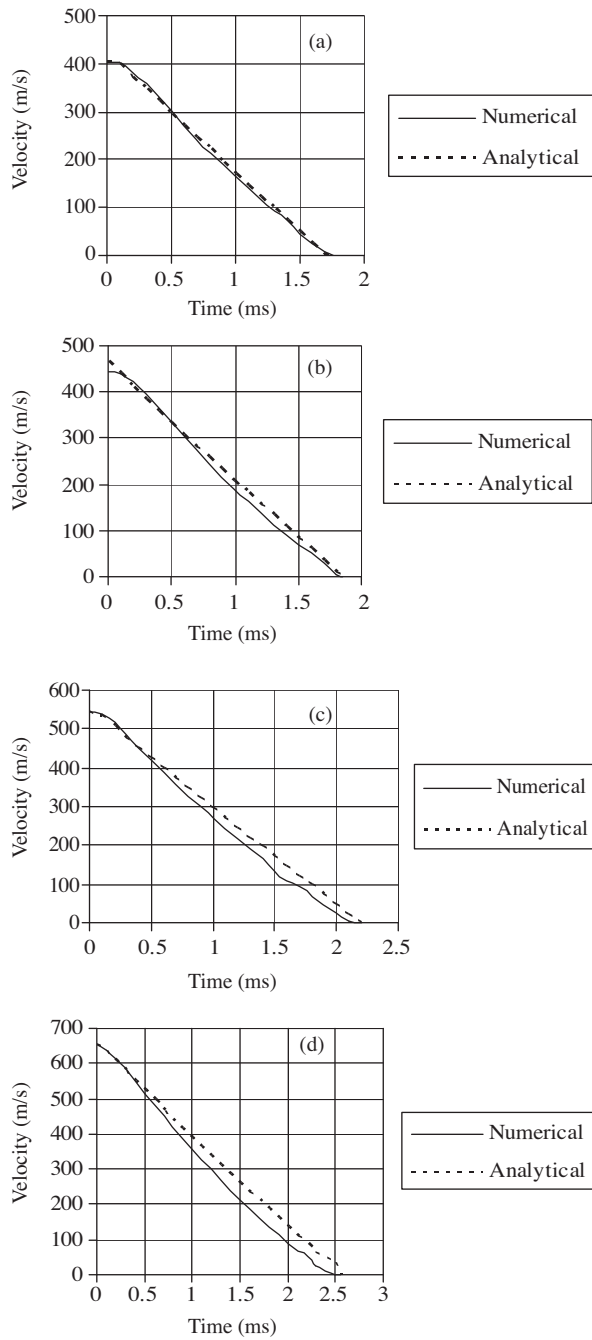 500
(a)
400
300
200
100
0
Velocity (m/s)
0 0.5 1 1.5 2
Time (ms)
Numerical
Analytical
500
(b)
400
300
200
100
0
Velocity (m/s)
0 0.5 1 1.5 2
Time (ms)
Numerical
Analytical
600
(c)
500
400
300
200
100
0
Velocity (m/s)
0 0.5 1 1.5 2 2.5
Time (ms)
Numerical
Analytical
700
(d)
600
500
400
300
200
100
0
Velocity (m/s)
0 0.5 1 1.5 2 2.5 3
Time (ms)
Numerical
Analytical